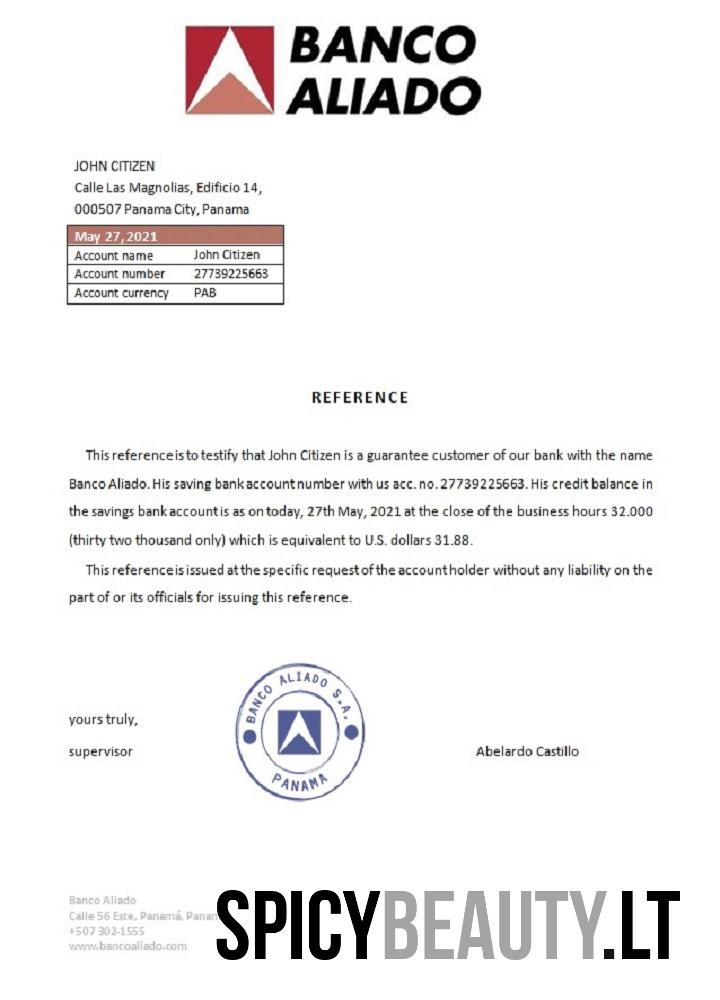 BANCO
ALIADO
JOHN CITIZEN
Calle Las Magnolias, Edificio 14,
000507 Panama City, Panama
May 27, 2021
Account name John Citizen
Account number 27739225663
Account currency PAB
REFERENCE
This reference is to testify that John Citizen is a guarantee customer of our bank with the name
Banco Aliado. His saving bank account number with us acc. no. 27739225663. His credit balance in
the savings bank account is as on today, 27th May, 2021 at the close of the business hours 32.000
(thirty two thousand only) which is equivalent to U.S. dollars 31.88.
This reference is issued at the specific request of the account holder without any liability on the
part of or its officials for issuing this reference.
BANCO ALIADO S.A.
PANAMA
yours truly,
supervisor Abelardo Castillo
Banco Aliado
Calle 56 Este, Panamá,
+507 302-1555
www.bancoaliado.com
SPICYBEAUTY.LT